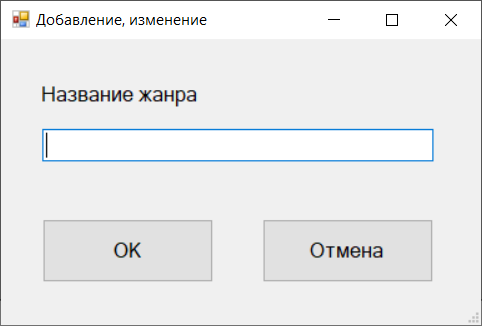 Добавление, изменение
Название жанра
OK
Отмена